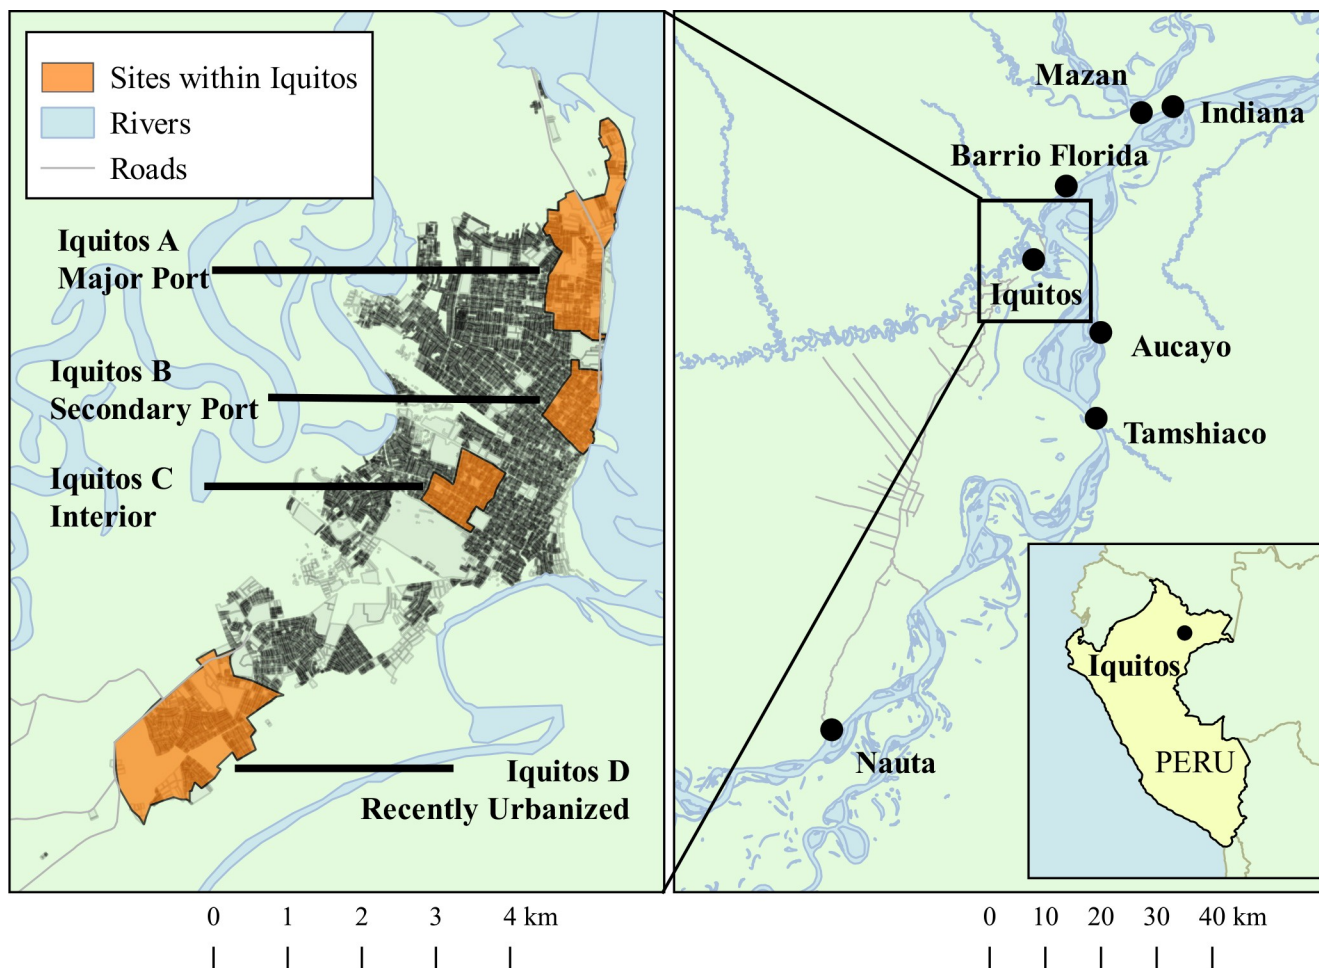 Sites within Iquitos
Rivers
Roads
Iquitos A
Major Port
Iquitos B
Secondary Port
Iquitos C
Interior
Iquitos D
Recently Urbanized
0 1 2 3 4 km
Mazan
Indiana
Barrio Florida
Iquitos
Aucayo
Tamshiaco
Nauta
Iquitos
PERU
0 10 20 30 40 km